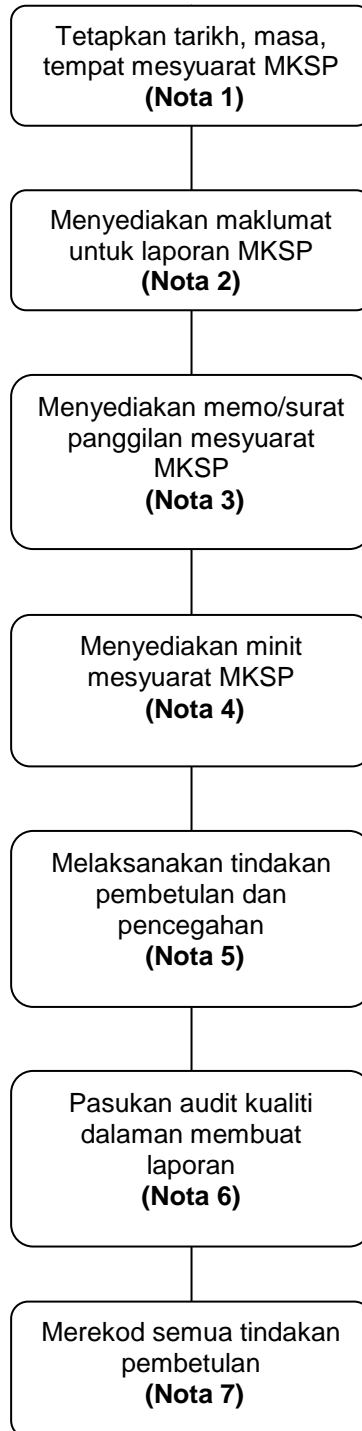 Tetapkan tarikh, masa,
tempat mesyuarat MKSP
(Nota 1)
Menyediakan maklumat
untuk laporan MKSP
(Nota 2)
Menyediakan memo/surat
panggilan mesyuarat
MKSP
(Nota 3)
Menyediakan minit
mesyuarat MKSP
(Nota 4)
Melaksanakan tindakan
pembetulan dan
pencegahan
(Nota 5)
Pasukan audit kualiti
dalaman membuat
laporan
(Nota 6)
Merekod semua tindakan
pembetulan
(Nota 7)